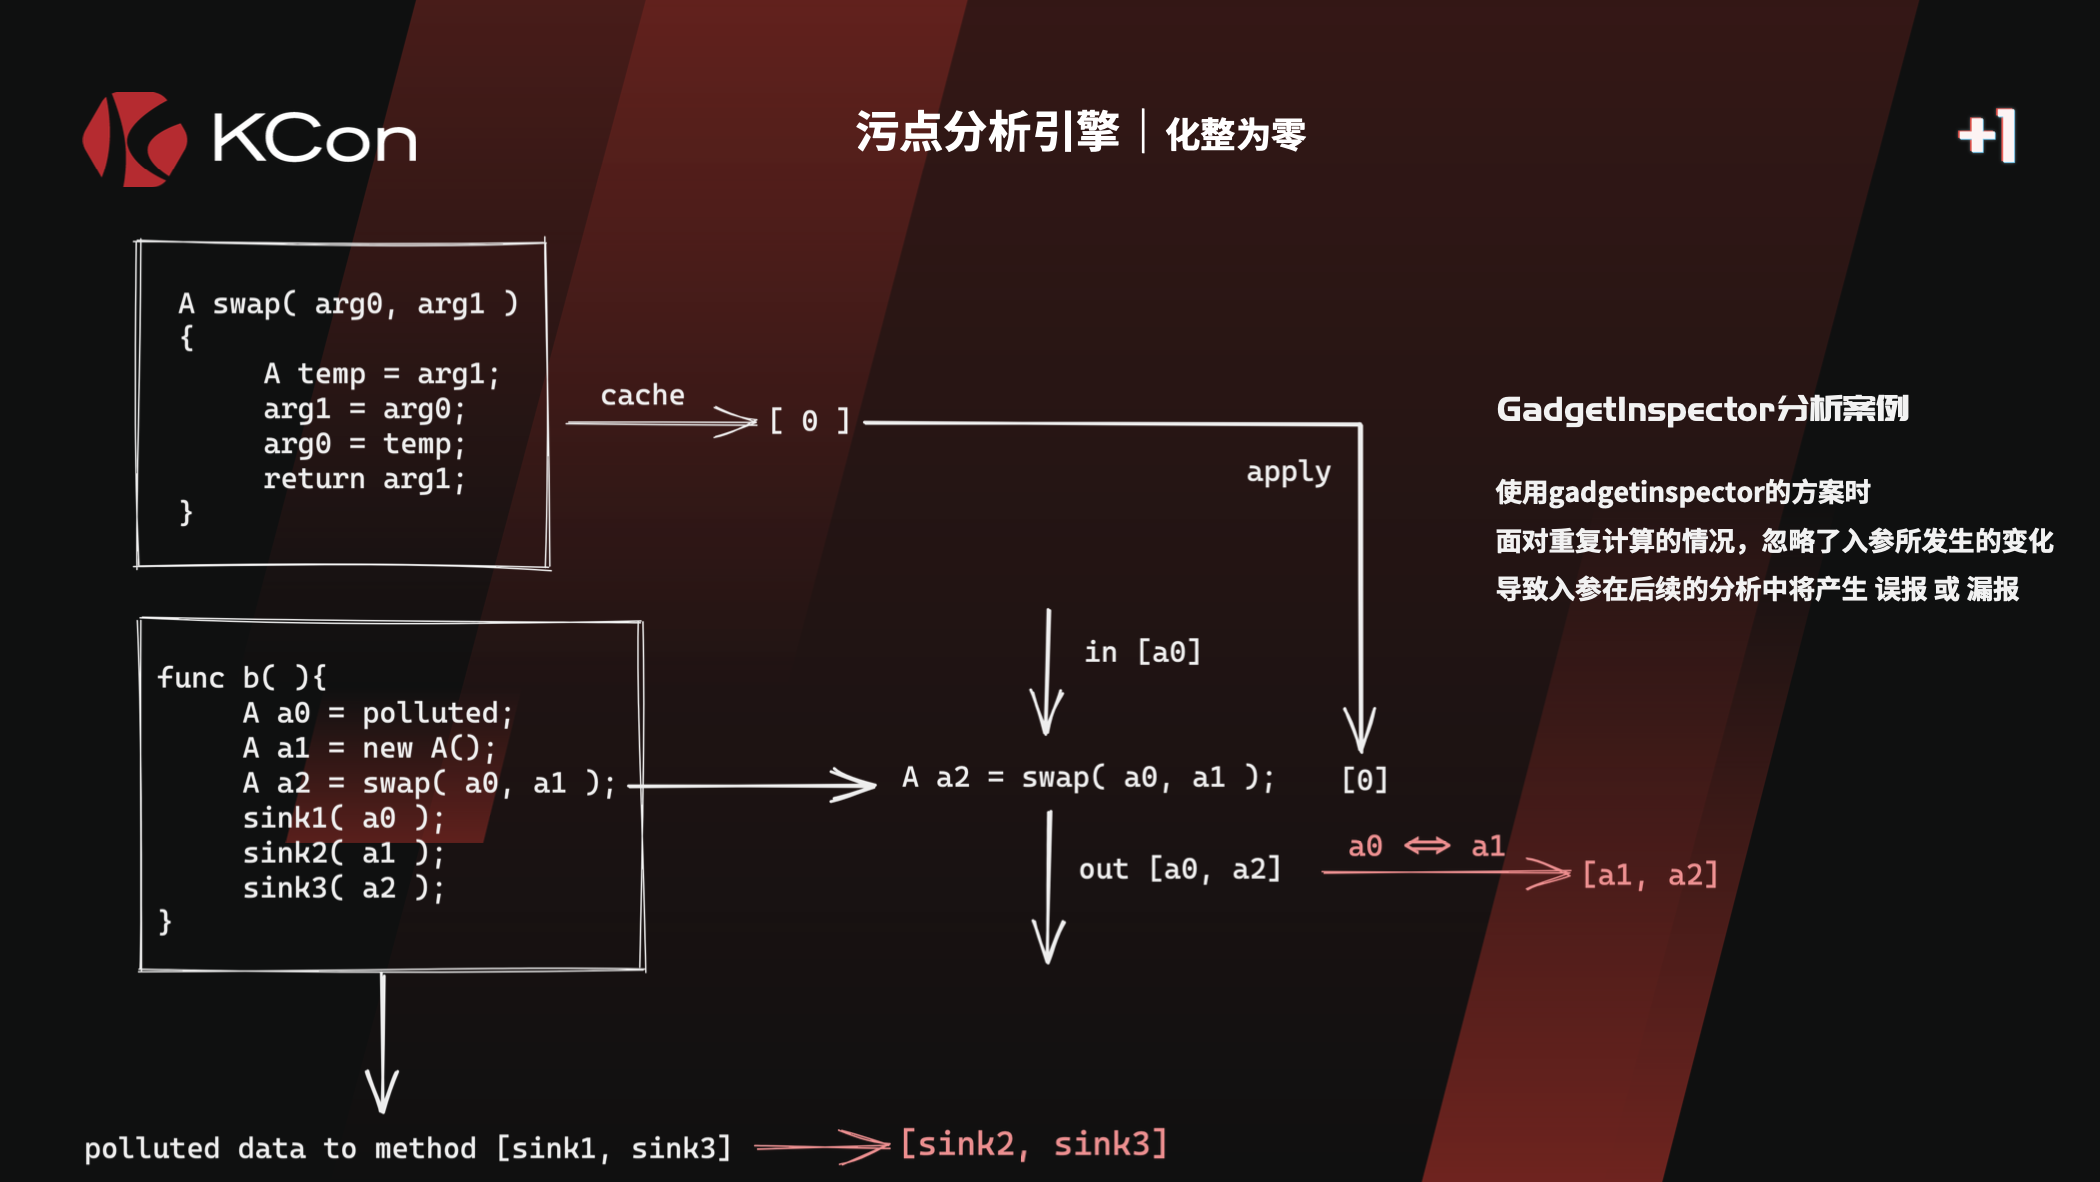 KCon
污点分析引擎｜化整为零
+1
A swap( arg0, arg1 )
{
A temp = arg1;
arg1 = arg0;
arg0 = temp;
return arg1;
}
cache
[ 0 ]
apply
GadgetInspector分析案例
使用gadgetinspector的方案时
面对重复计算的情况，忽略了入参所发生的变化
导致入参在后续的分析中将产生 误报 或 漏报
func b( ){
A a0 = polluted;
A a1 = new A();
A a2 = swap( a0, a1 );
sink1( a0 );
sink2( a1 );
sink3( a2 );
}
in [a0]
A a2 = swap( a0, a1 );
[0]
out [a0, a2]
a0 ⇔ a1
[a1, a2]
polluted data to method [sink1, sink3]
[sink2, sink3]